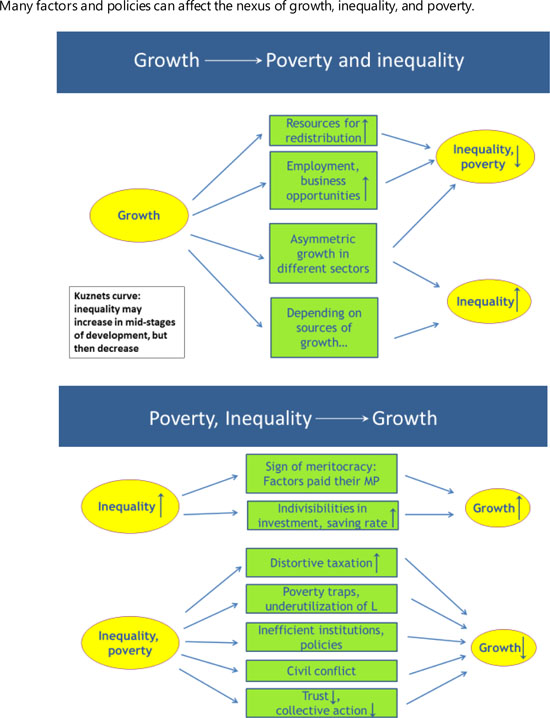 Many factors and policies can affect the nexus of growth, inequality, and poverty.
Growth → Poverty and inequality
Resources for
redistribution↑
Employment,
business
opportunities ↑
Asymmetric
growth in
different sectors
Depending on
sources of
growth...
Growth
Inequality,
poverty↓
Inequality↑
Kuznets curve:
inequality may
increase in mid-stages
of development, but
then decrease
Poverty, Inequality → Growth
Inequality↑
Sign of meritocracy:
Factors paid their MP
Indivisibilities in
investment, saving rate↑
Growth↑
Inequality,
poverty
Distortive taxation↑
Poverty traps,
underutilization of L
Inefficient institutions,
policies
Civil conflict
Trust↓,
collective action↓
Growth↓